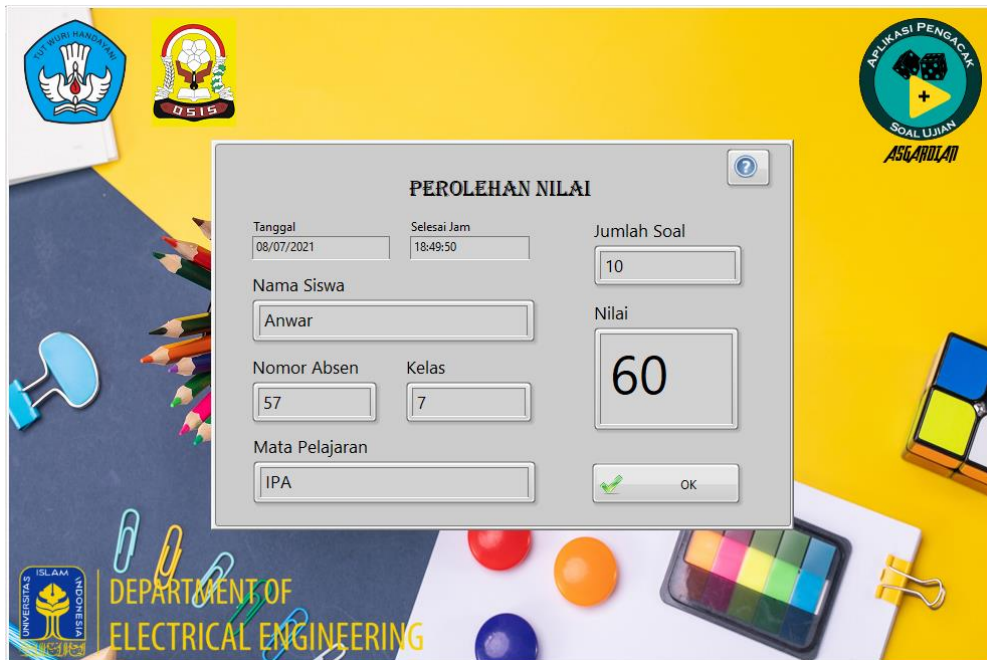 TUT WURI HANDAYANI
OSIS
APLIKASI PENGACAK
SOAL UJIAN
ASGARDIAN
PEROLEHAN NILAI
Tanggal
08/07/2021
Selesai Jam
18:49:50
Jumlah Soal
10
Nama Siswa
Anwar
Nilai
60
Nomor Absen
57
Kelas
7
Mata Pelajaran
IPA
OK
UNIVERSITAS ISLAM INDONESIA
DEPARTMENT OF
ELECTRICAL ENGINEERING